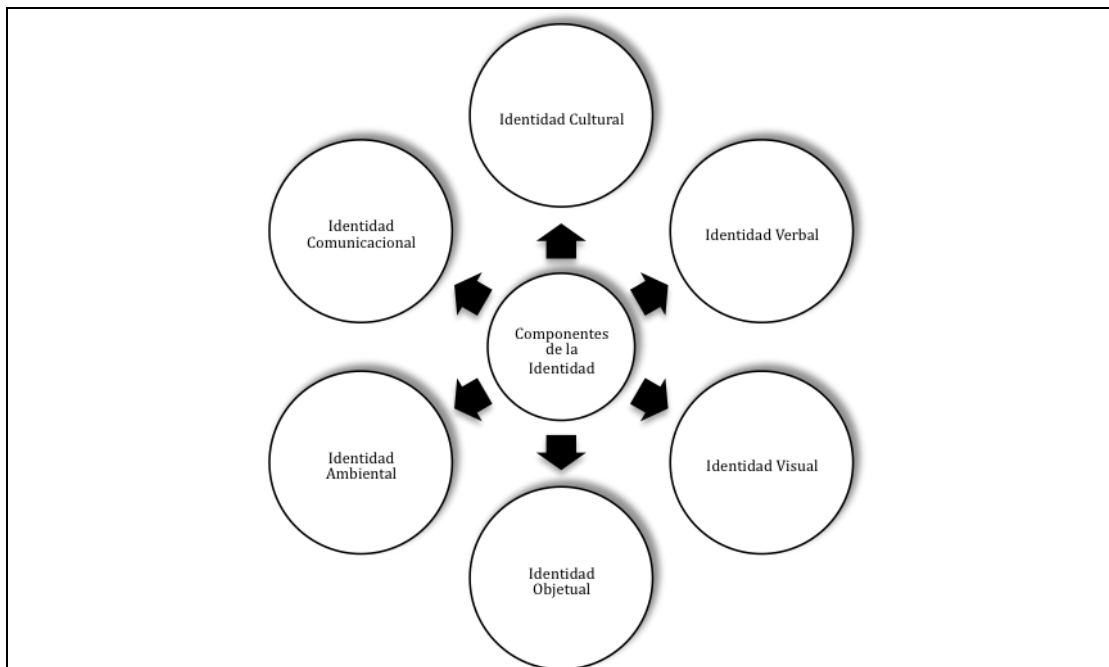 Identidad Cultural
Identidad
Comunicacional
Identidad Verbal
Componentes
de la
Identidad
Identidad
Ambiental
Identidad Visual
Identidad
Objetual